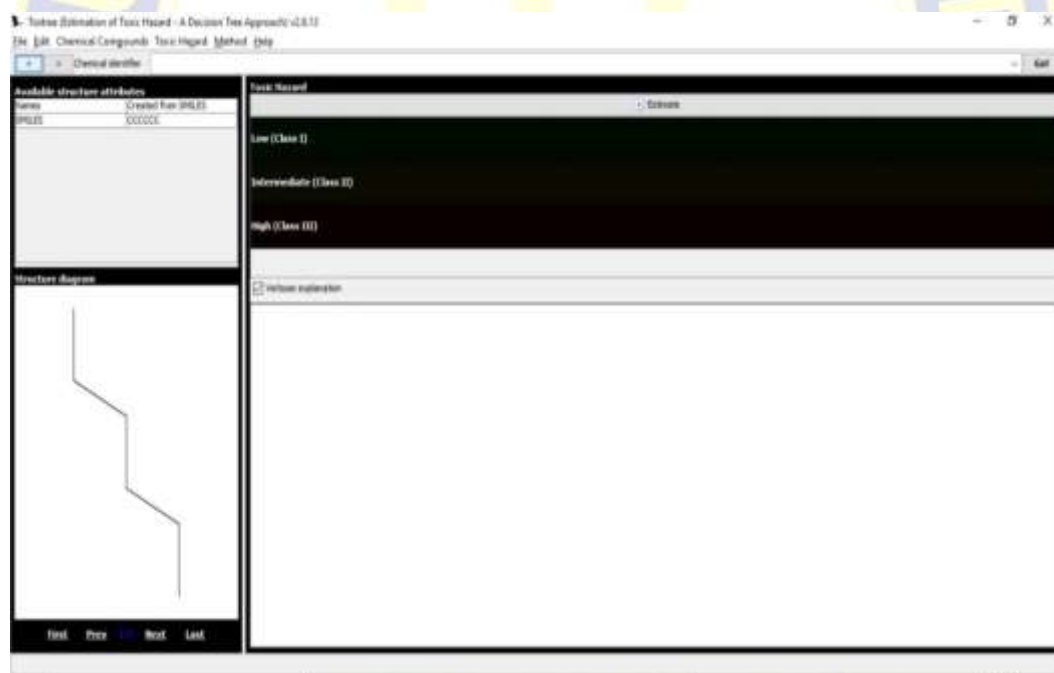 Toxtree (Estimation of Toxic Hazard - A Decision Tree Approach) v2.6.13
File Edit Chemical Compounds Toxic Hazard Method Help
Chemical identifier
Go!
Available structure attributes
Names Created from SMILES
SMILES CCCCCC
Structure diagram
First Prev Next Last
Toxic Hazard
Estimate
Low (Class I)
Intermediate (Class II)
High (Class III)
Verbose explanation